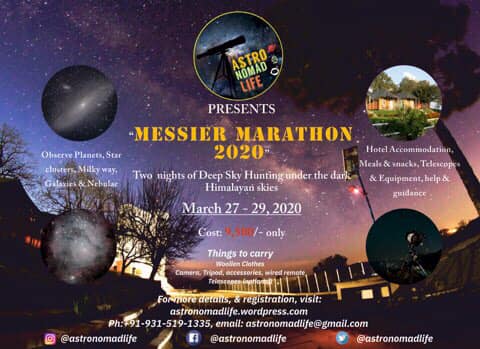 ASTRO
NOMAD
LIFE
PRESENTS
"MESSIER MARATHON
2020"
Two nights of Deep Sky Hunting under the dark
Himalayan skies
March 27 - 29, 2020
Cost: 9,500/- only
Things to carry
Woollen Clothes
Camera, Tripod, accessories, wired remote
Telescopes (optional)
Observe Planets, Star
clusters, Milky way,
Galaxies & Nebulae
Hotel Accommodation,
Meals & snacks, Telescopes
& Equipment, help &
guidance .
For more details, & registration, visit:
astronomadlife.wordpress.com
Ph:+91-931-519-1335, email: astronomadlife@gmail.com
@astronomadlife
@astronomadlife
@astronomadlife